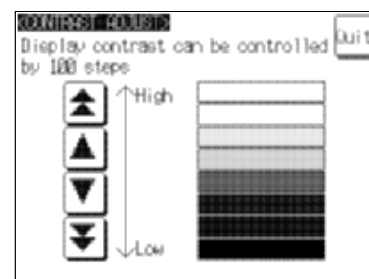 <CONTRAST ADJUST>
Display contrast can be controlled
by 100 steps
Quit
High
Low